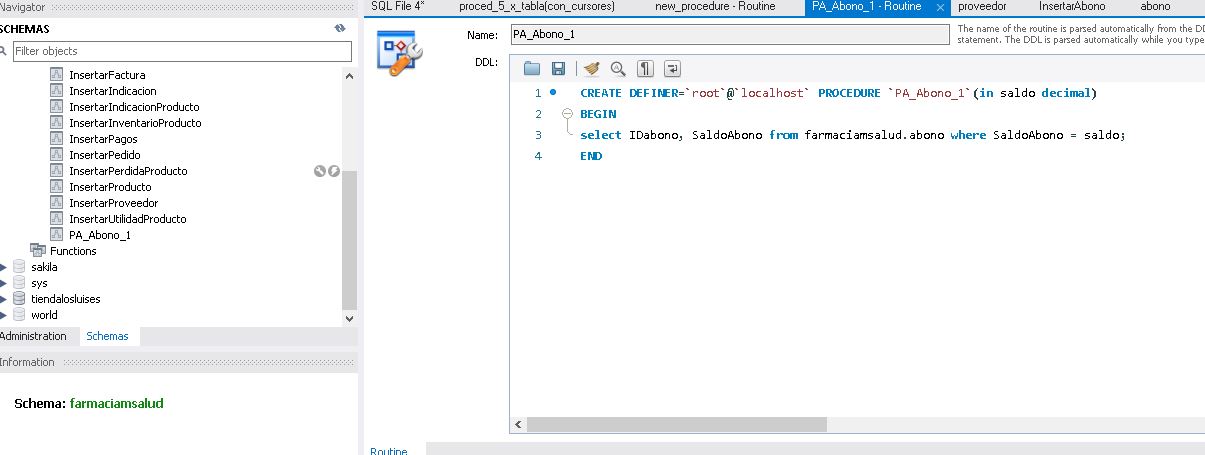 Navigator
SCHEMAS
Filter objects
InsertarFactura
InsertarIndicacion
InsertarIndicacionProducto
InsertarInventarioProducto
InsertarPagos
InsertarPedido
InsertarPerdidaProducto
InsertarProducto
InsertarProveedor
InsertarUtilidadProducto
PA_Abono_1
Functions
sakila
sys
tiendalosluises
world
Administration Schemas
Information
Schema: farmaciamsalud
SQL File 4* proced_5_x_tabla(con_cursores) new_procedure - Routine PA_Abono_1 - Routine × proveedor InsertarAbono abono
Name: PA_Abono_1
The name of the routine is parsed automatically from the DD
statement. The DDL is parsed automatically while you type
DDL:
1 CREATE DEFINER=`root`@`localhost` PROCEDURE `PA_Abono_1`(in saldo decimal)
2 BEGIN
3 select IDabono, SaldoAbono from farmaciamsalud.abono where SaldoAbono = saldo;
4 END
Routine